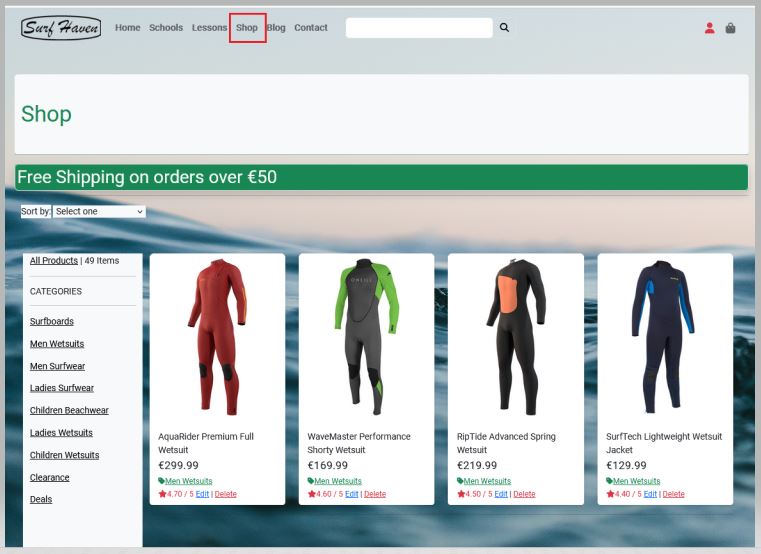 Surf Haven
Home Schools Lessons Shop Blog Contact
Shop
Free Shipping on orders over €50
Sort by: Select one
All Products | 49 Items
CATEGORIES
Surfboards
Men Wetsuits
Men Surfwear
Ladies Surfwear
Children Beachwear
Ladies Wetsuits
Children Wetsuits
Clearance
Deals
AquaRider Premium Full
Wetsuit
€299.99
Men Wetsuits
4.70 / 5 Edit | Delete
O'NEILL
WaveMaster Performance
Shorty Wetsuit
€169.99
Men Wetsuits
4.60 / 5 Edit | Delete
RipTide Advanced Spring
Wetsuit
€219.99
Men Wetsuits
4.50 / 5 Edit | Delete
SurfTech Lightweight Wetsuit
Jacket
€129.99
Men Wetsuits
4.40 / 5 Edit | Delete